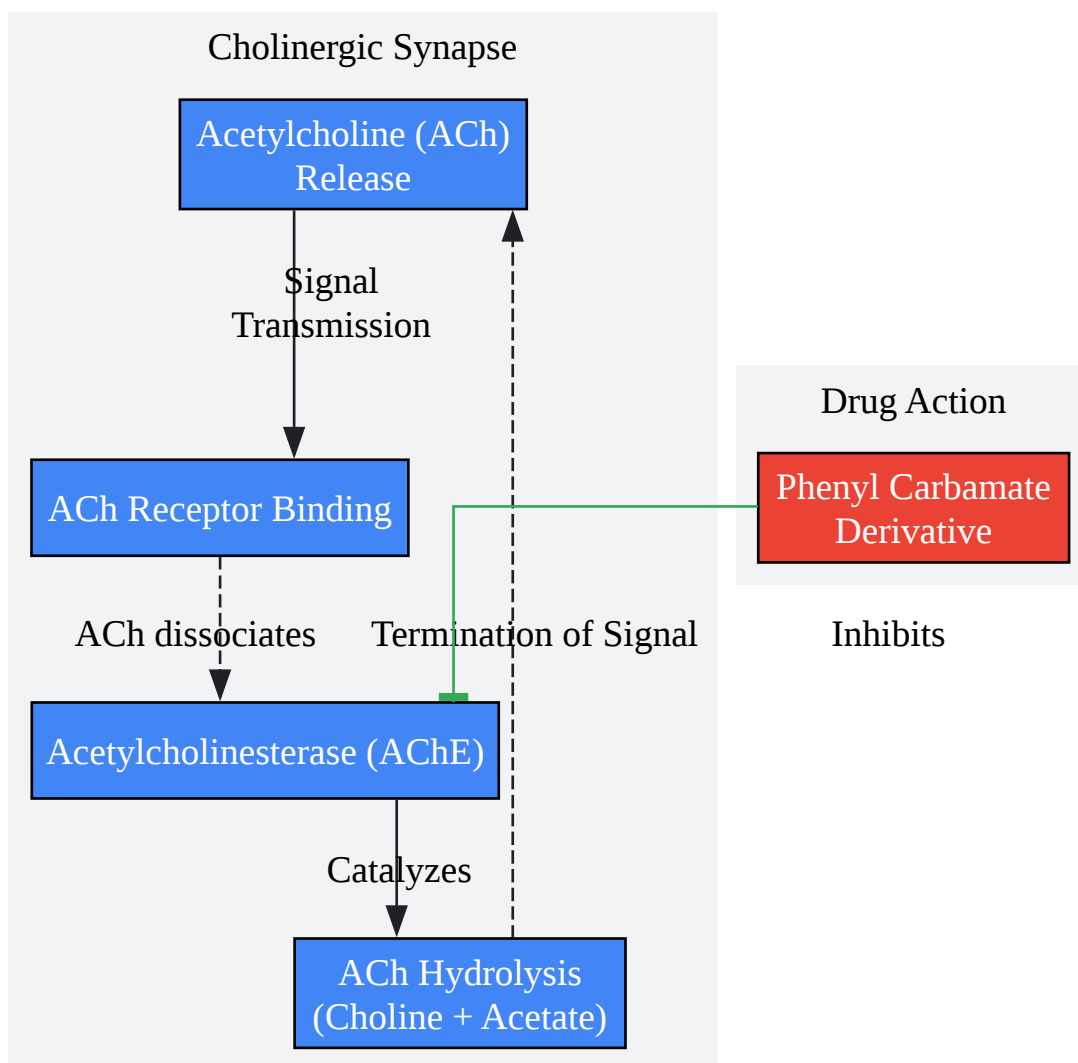 Cholinergic Synapse
Acetylcholine (ACh)
Release
Signal
Transmission
Drug Action
ACh Receptor Binding
Phenyl Carbamate
Derivative
ACh dissociates
Termination of Signal
Inhibits
Acetylcholinesterase (AChE)
Catalyzes
ACh Hydrolysis
(Choline + Acetate)